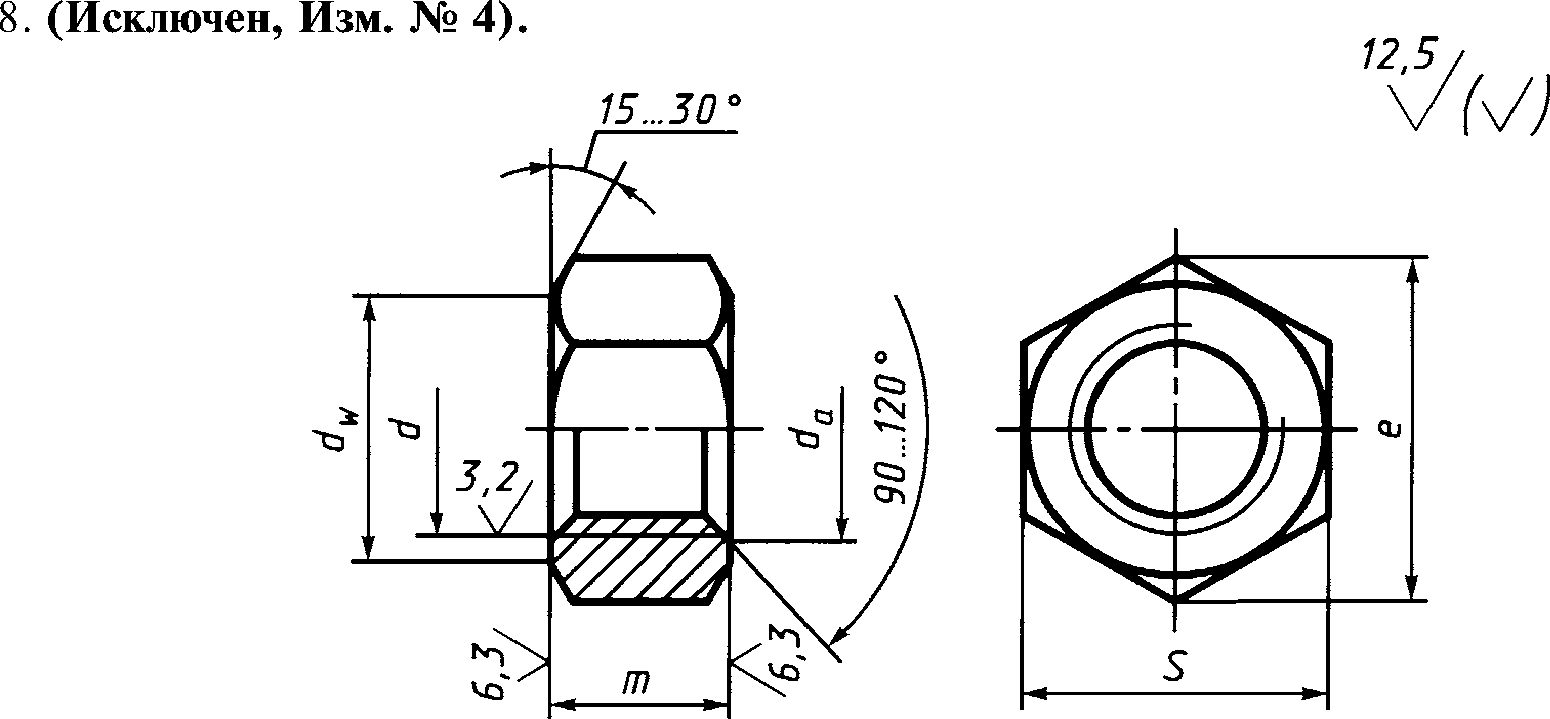 8. (Исключен, Изм. № 4).
12,5
(√)
15...30°
d_w
d
d_a
90...120°
e
3,2
6,3
m
6,3
S